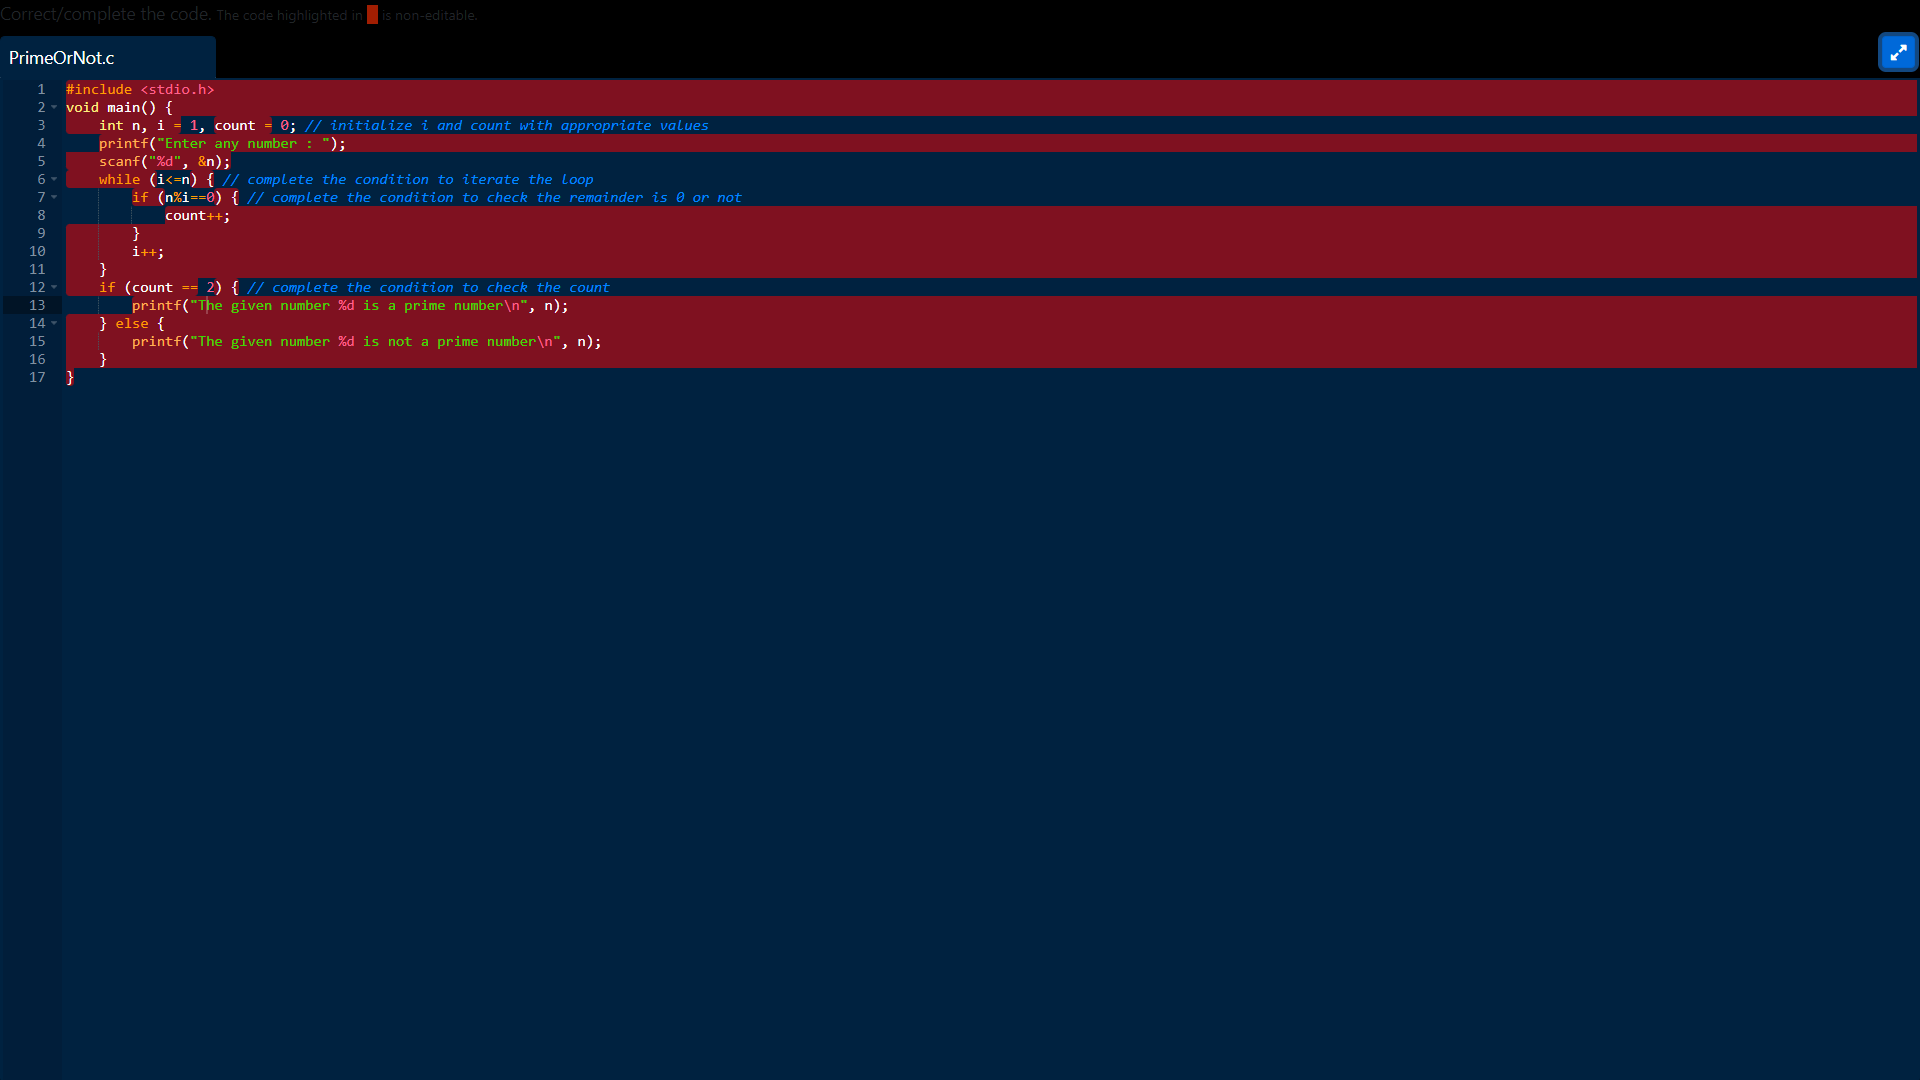 Correct/complete the code. The code highlighted in is non-editable.
PrimeOrNot.c
1 #include <stdio.h>
2 void main() {
3     int n, i = 1, count = 0; // initialize i and count with appropriate values
4     printf("Enter any number : ");
5     scanf("%d", &n);
6     while (i<=n) { // complete the condition to iterate the loop
7         if (n%i==0) { // complete the condition to check the remainder is 0 or not
8             count++;
9         }
10         i++;
11     }
12     if (count == 2) { // complete the condition to check the count
13         printf("The given number %d is a prime number\n", n);
14     } else {
15         printf("The given number %d is not a prime number\n", n);
16     }
17 }